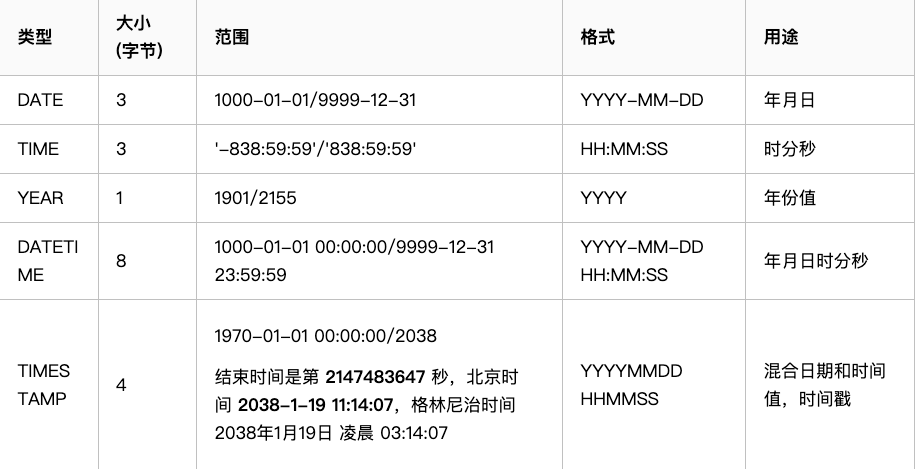 类型
大小
(字节)
范围
格式
用途
DATE
3
1000-01-01/9999-12-31
YYYY-MM-DD
年月日
TIME
3
'-838:59:59'/'838:59:59'
HH:MM:SS
时分秒
YEAR
1
1901/2155
YYYY
年份值
DATETI
ME
8
1000-01-01 00:00:00/9999-12-31
23:59:59
YYYY-MM-DD
HH:MM:SS
年月日时分秒
TIMES
TAMP
4
1970-01-01 00:00:00/2038
结束时间是第 2147483647 秒，北京时
间 2038-1-19 11:14:07，格林尼治时间
2038年1月19日 凌晨 03:14:07
YYYYMMDD
HHMMSS
混合日期和时间
值，时间戳